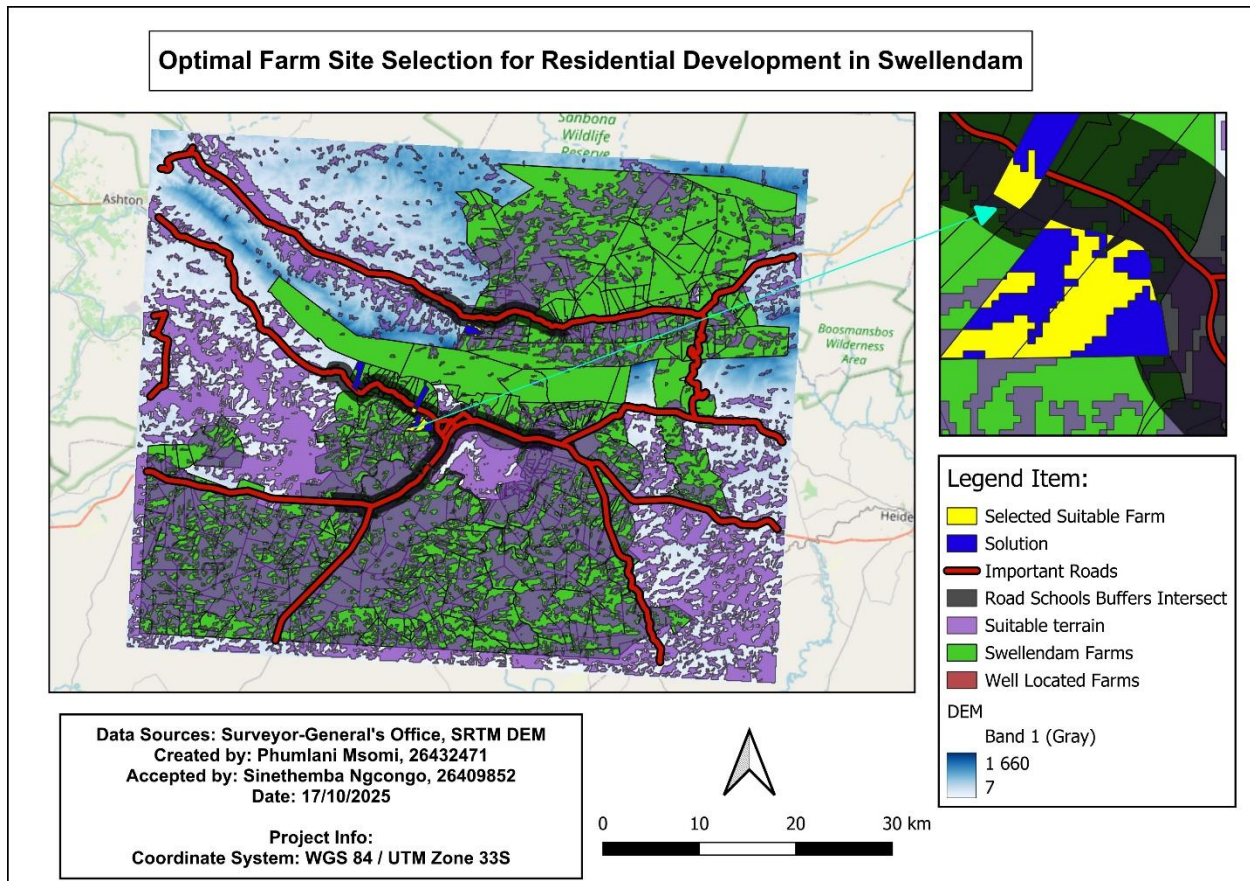 Optimal Farm Site Selection for Residential Development in Swellendam
Sanbona
Wildlife
Reserve
Ashton
Boosmansbos
Wilderness
Area
Heide
Legend Item:
Selected Suitable Farm
Solution
Important Roads
Road Schools Buffers Intersect
Suitable terrain
Swellendam Farms
Well Located Farms
DEM
Band 1 (Gray)
1 660
7
Data Sources: Surveyor-General's Office, SRTM DEM
Created by: Phumlani Msomi, 26432471
Accepted by: Sinethemba Ngcongo, 26409852
Date: 17/10/2025
Project Info:
Coordinate System: WGS 84 / UTM Zone 33S
0 10 20 30 km